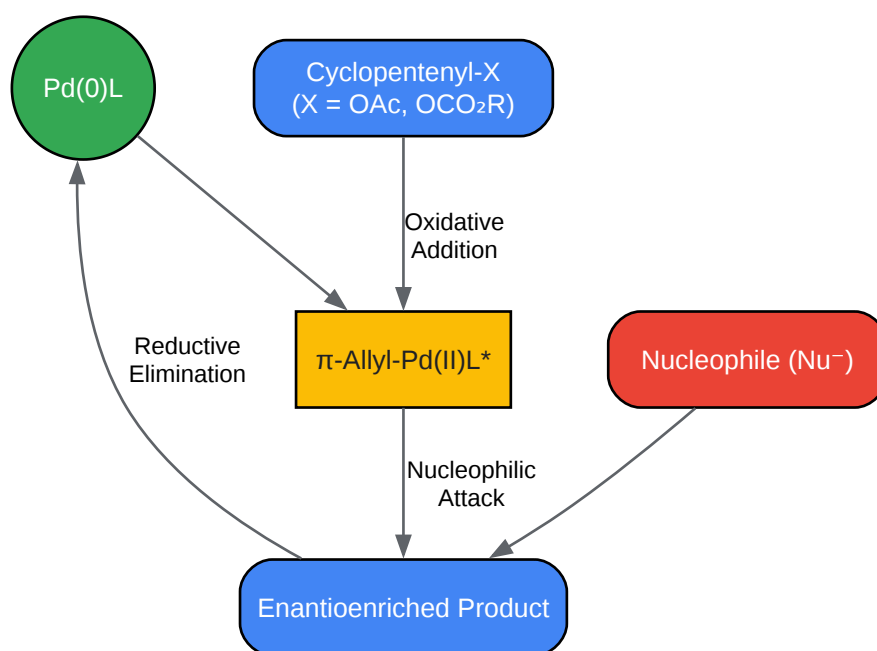 Pd(0)L
Cyclopentenyl-X
(X = OAc, OCO₂R)
Oxidative
Addition
Reductive
Elimination
π-Allyl-Pd(II)L*
Nucleophile (Nu⁻)
Nucleophilic
Attack
Enantioenriched Product